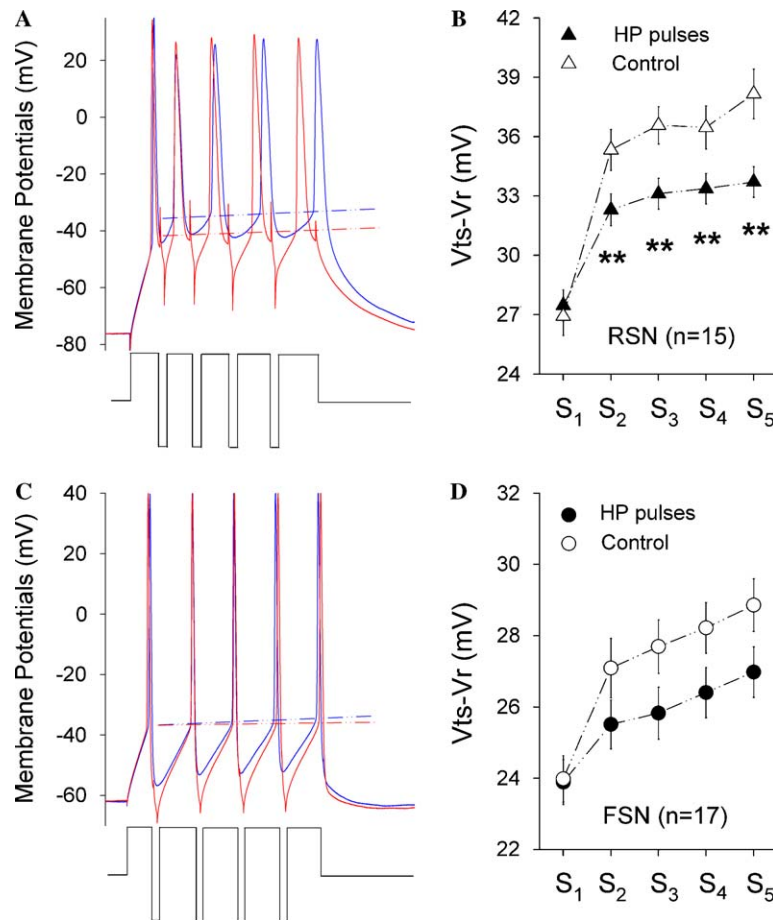 A
Membrane Potentials (mV)
20
0
-20
-40
-60
-80
B
Vts-Vr (mV)
42
39
36
33
30
27
24
HP pulses
Control
**
**
**
**
RSN (n=15)
S1 S2 S3 S4 S5
C
Membrane Potentials (mV)
40
20
0
-20
-40
-60
D
Vts-Vr (mV)
32
30
28
26
24
22
HP pulses
Control
FSN (n=17)
S1 S2 S3 S4 S5